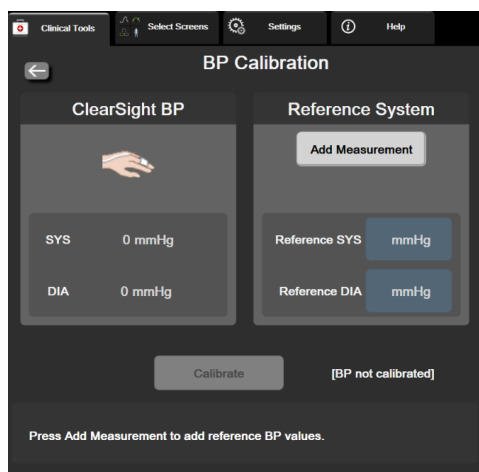 Clinical Tools
Select Screens
Settings
Help
BP Calibration
ClearSight BP
Reference System
Add Measurement
SYS 0 mmHg
Reference SYS mmHg
DIA 0 mmHg
Reference DIA mmHg
Calibrate
[BP not calibrated]
Press Add Measurement to add reference BP values.